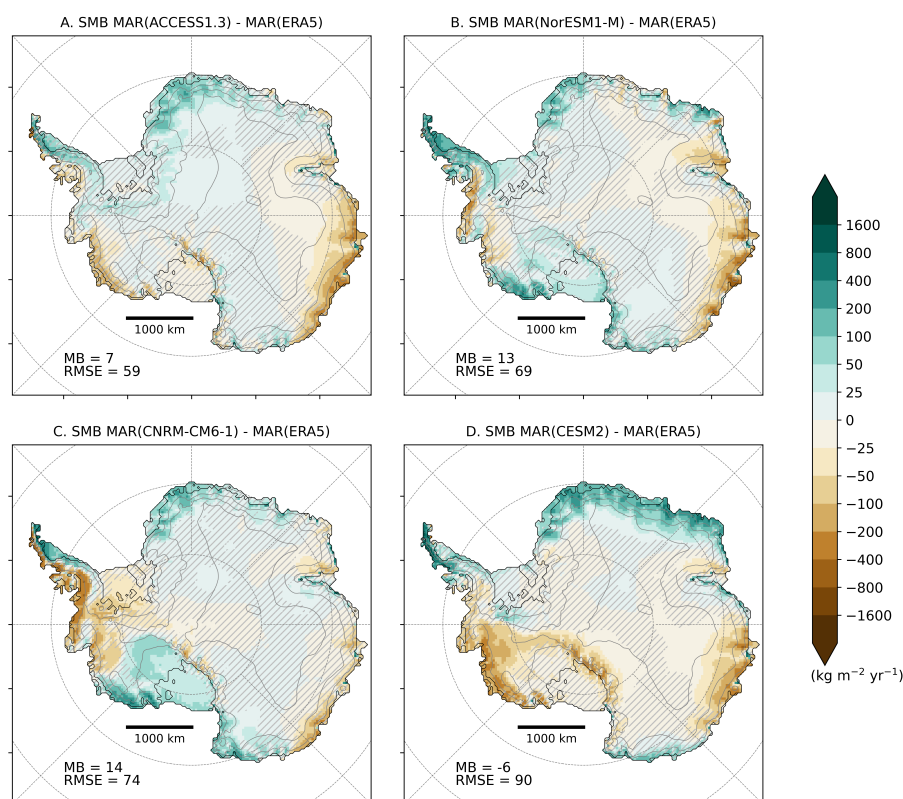 A. SMB MAR(ACCESS1.3) - MAR(ERA5)
B. SMB MAR(NorESM1-M) - MAR(ERA5)
1000 km
MB = 7
RMSE = 59
1000 km
MB = 13
RMSE = 69
C. SMB MAR(CNRM-CM6-1) - MAR(ERA5)
D. SMB MAR(CESM2) - MAR(ERA5)
1000 km
MB = 14
RMSE = 74
1000 km
MB = -6
RMSE = 90
1600
800
400
200
100
50
25
0
−25
−50
−100
−200
−400
−800
−1600
(kg m⁻² yr⁻¹)